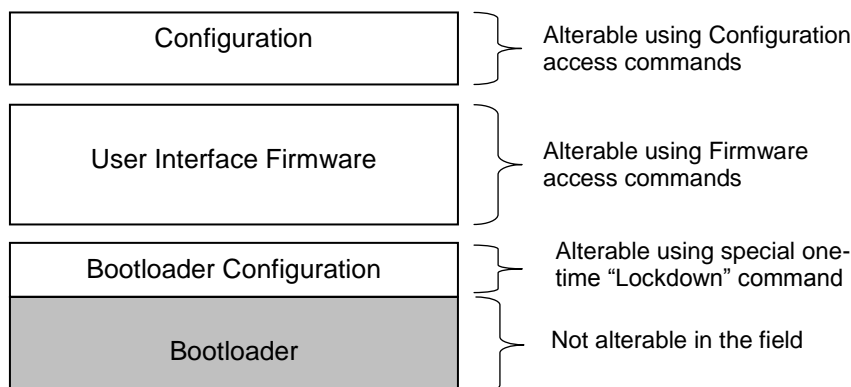 Configuration
Alterable using Configuration
access commands
User Interface Firmware
Alterable using Firmware
access commands
Bootloader Configuration
Alterable using special one-
time “Lockdown” command
Bootloader
Not alterable in the field